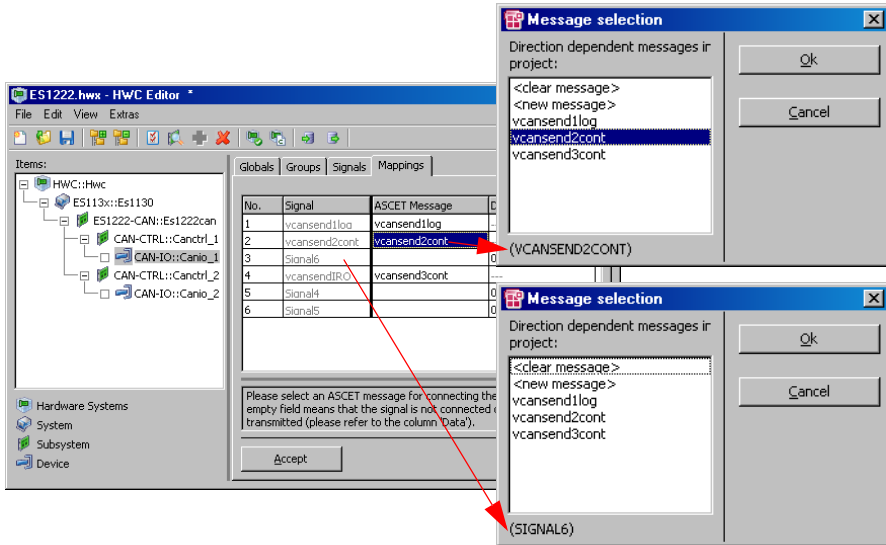 Message selection
Direction dependent messages in
project:
<clear message>
<new message>
vcansend1log
vcansend2cont
vcansend3cont
Ok
Cancel
(VCANSEND2CONT)
ES1222.hwx - HWC Editor *
File Edit View Extras
Items:
HWC::Hwc
ES113x::Es1130
ES1222-CAN::Es1222can
CAN-CTRL::Canctrl_1
CAN-IO::Canio_1
CAN-CTRL::Canctrl_2
CAN-IO::Canio_2
Hardware Systems
System
Subsystem
Device
Globals Groups Signals Mappings
No. Signal ASCET Message D
1 vcansend1log vcansend1log ---
2 vcansend2cont vcansend2cont
3 Signal6 0
4 vcansendIRO vcansend3cont ---
5 Signal4 0
6 Signal5 0
Please select an ASCET message for connecting the
empty field means that the signal is not connected
transmitted (please refer to the column 'Data').
Accept
Message selection
Direction dependent messages in
project:
<clear message>
<new message>
vcansend1log
vcansend2cont
vcansend3cont
Ok
Cancel
(SIGNAL6)